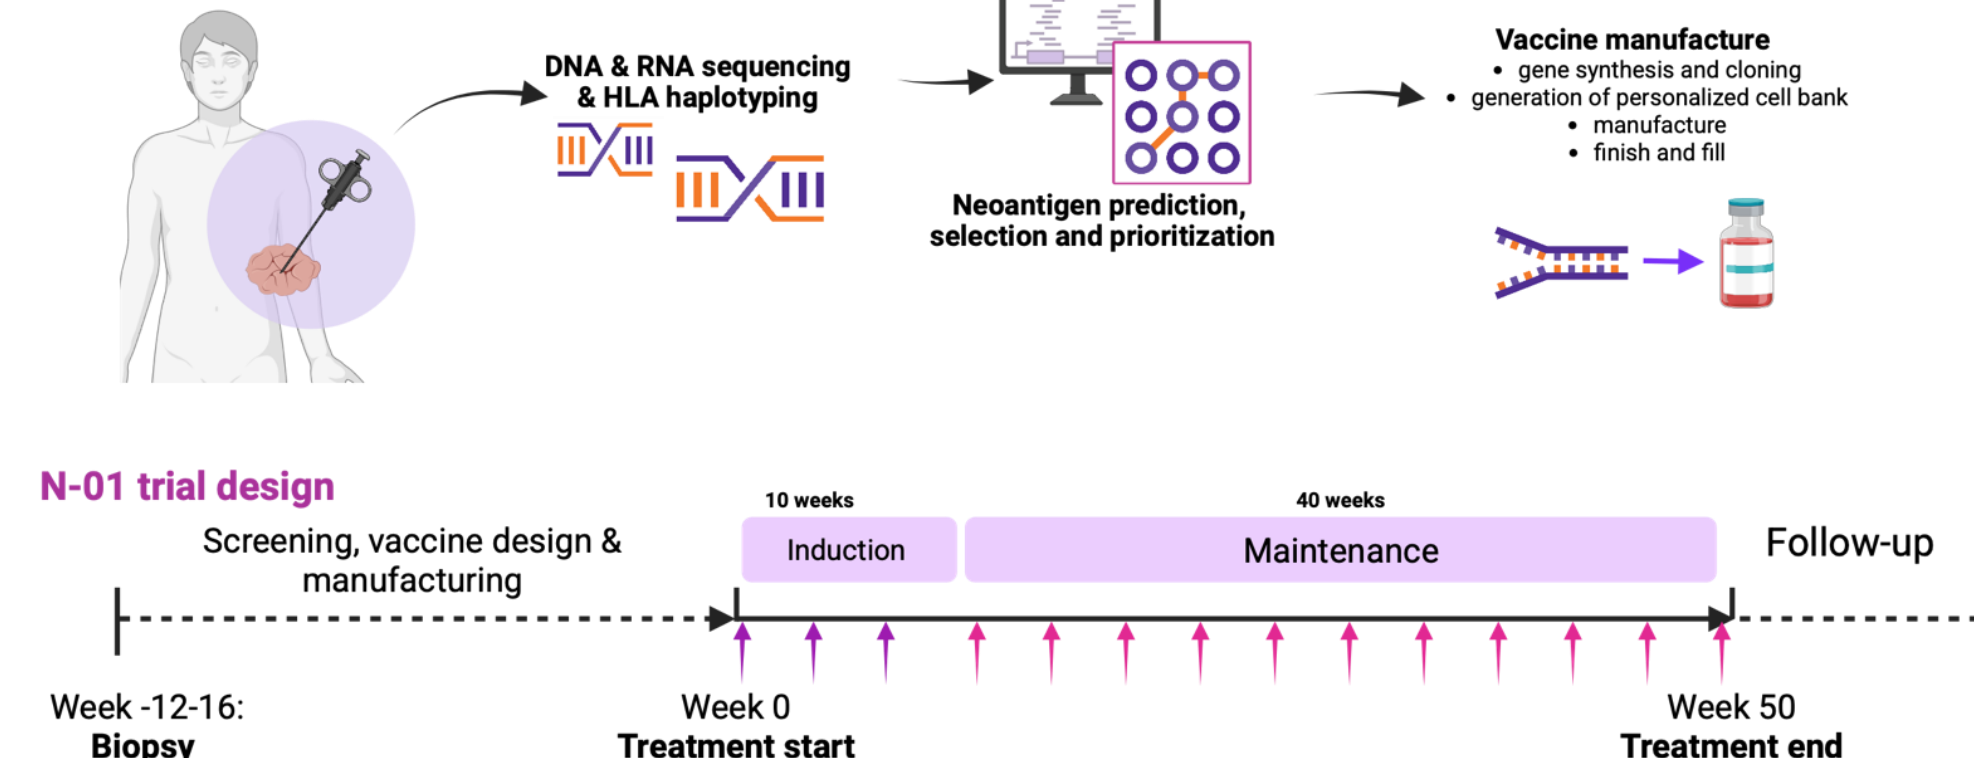 DNA & RNA sequencing
& HLA haplotyping
Neoantigen prediction,
selection and prioritization
Vaccine manufacture
• gene synthesis and cloning
• generation of personalized cell bank
• manufacture
• finish and fill
N-01 trial design
Screening, vaccine design &
manufacturing
10 weeks
Induction
40 weeks
Maintenance
Follow-up
Week -12-16:
Biopsy
Week 0
Treatment start
Week 50
Treatment end